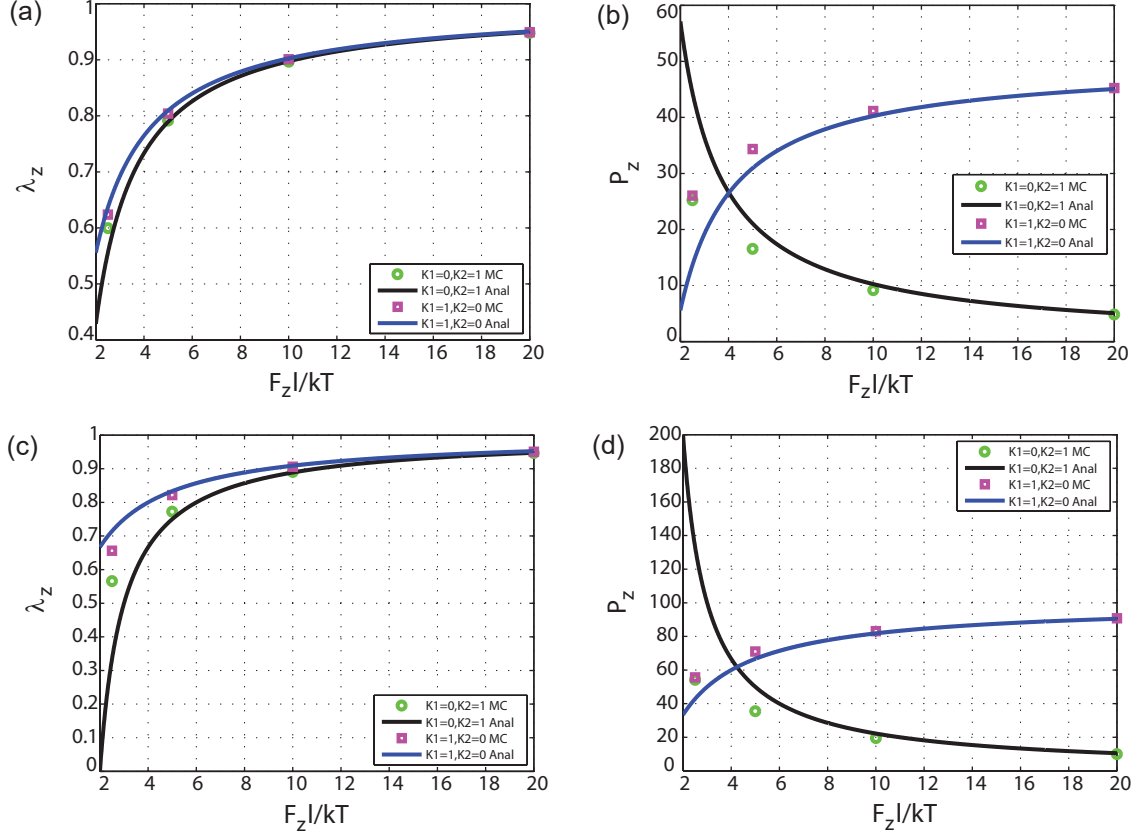 (a)
1
0.9
0.8
0.7
0.6
0.5
0.4
λz
2 4 6 8 10 12 14 16 18 20
Fzl/kT
K1=0,K2=1 MC
K1=0,K2=1 Anal
K1=1,K2=0 MC
K1=1,K2=0 Anal
(b)
60
50
40
30
20
10
0
Pz
2 4 6 8 10 12 14 16 18 20
Fzl/kT
K1=0,K2=1 MC
K1=0,K2=1 Anal
K1=1,K2=0 MC
K1=1,K2=0 Anal
(c)
1
0.9
0.8
0.7
0.6
0.5
0.4
0.3
0.2
0.1
0
λz
2 4 6 8 10 12 14 16 18 20
Fzl/kT
K1=0,K2=1 MC
K1=0,K2=1 Anal
K1=1,K2=0 MC
K1=1,K2=0 Anal
(d)
200
180
160
140
120
100
80
60
40
20
0
Pz
2 4 6 8 10 12 14 16 18 20
Fzl/kT
K1=0,K2=1 MC
K1=0,K2=1 Anal
K1=1,K2=0 MC
K1=1,K2=0 Anal